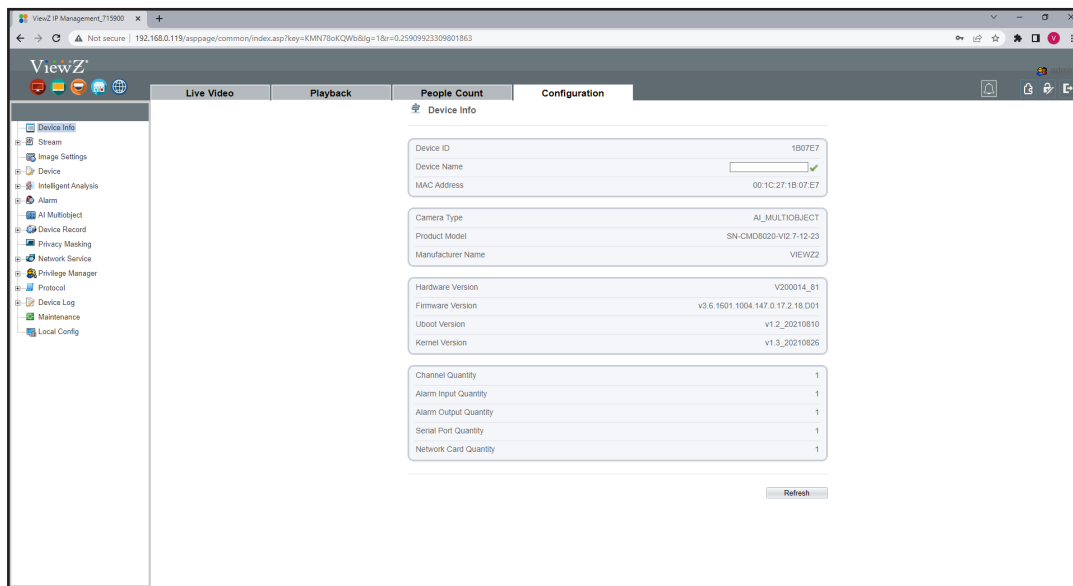 ViewZ IP Management_715900
Not secure | 192.168.0.119/asppage/common/index.asp?key=KMN78oKQWb&lg=1&r=0.25909923309801863
V
ViewZ
Live Video Playback People Count Configuration
Device Info
Stream
Image Settings
Device
Intelligent Analysis
Alarm
AI Multiobject
Device Record
Privacy Masking
Network Service
Privilege Manager
Protocol
Device Log
Maintenance
Local Config
Device Info
Device ID 1B07E7
Device Name
MAC Address 00:1C:27:1B:07:E7
Camera Type AI_MULTIOBJECT
Product Model SN-CMD8020-VI2.7-12-23
Manufacturer Name VIEWZ2
Hardware Version V200014_81
Firmware Version v3.6.1601.1004.147.0.17.2.18.D01
Uboot Version v1.2_20210810
Kernel Version v1.3_20210826
Channel Quantity 1
Alarm Input Quantity 1
Alarm Output Quantity 1
Serial Port Quantity 1
Network Card Quantity 1
Refresh